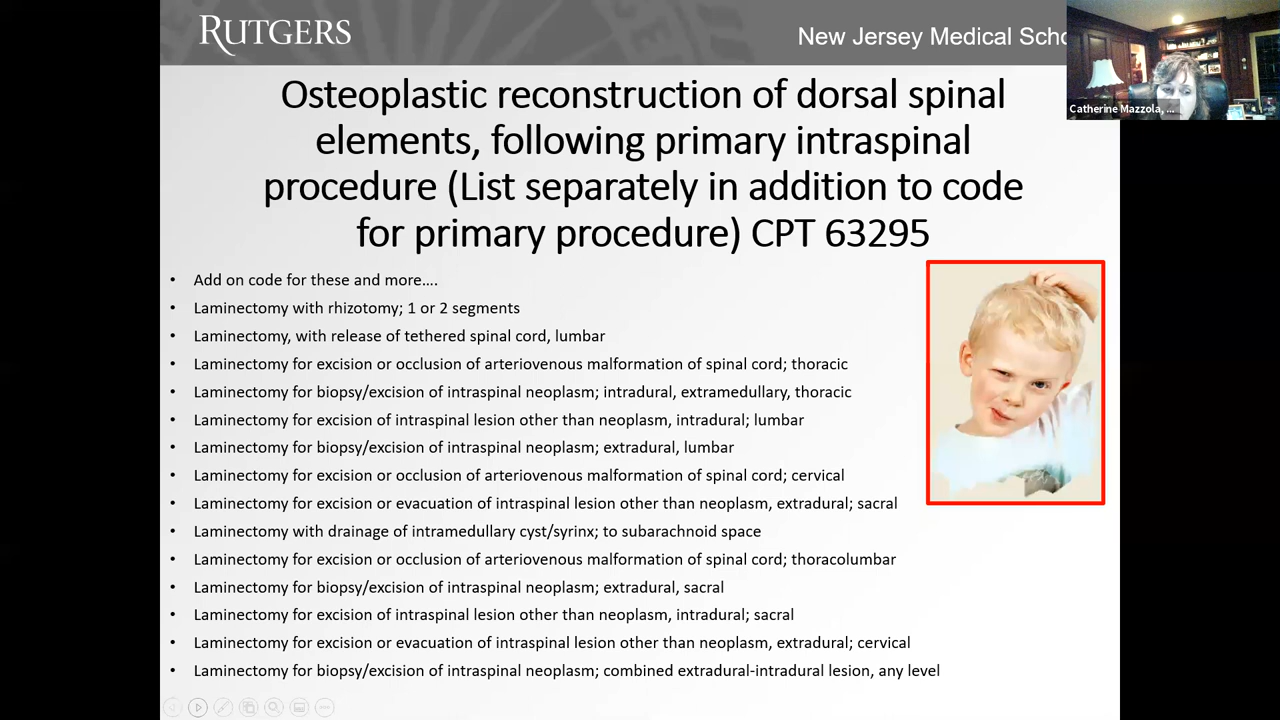 RUTGERS
New Jersey Medical Scho
Catherine Mazzola, ...
Osteoplastic reconstruction of dorsal spinal
elements, following primary intraspinal
procedure (List separately in addition to code
for primary procedure) CPT 63295
• Add on code for these and more....
• Laminectomy with rhizotomy; 1 or 2 segments
• Laminectomy, with release of tethered spinal cord, lumbar
• Laminectomy for excision or occlusion of arteriovenous malformation of spinal cord; thoracic
• Laminectomy for biopsy/excision of intraspinal neoplasm; intradural, extramedullary, thoracic
• Laminectomy for excision of intraspinal lesion other than neoplasm, intradural; lumbar
• Laminectomy for biopsy/excision of intraspinal neoplasm; extradural, lumbar
• Laminectomy for excision or occlusion of arteriovenous malformation of spinal cord; cervical
• Laminectomy for excision or evacuation of intraspinal lesion other than neoplasm, extradural; sacral
• Laminectomy with drainage of intramedullary cyst/syrinx; to subarachnoid space
• Laminectomy for excision or occlusion of arteriovenous malformation of spinal cord; thoracolumbar
• Laminectomy for biopsy/excision of intraspinal neoplasm; extradural, sacral
• Laminectomy for excision of intraspinal lesion other than neoplasm, intradural; sacral
• Laminectomy for excision or evacuation of intraspinal lesion other than neoplasm, extradural; cervical
• Laminectomy for biopsy/excision of intraspinal neoplasm; combined extradural-intradural lesion, any level